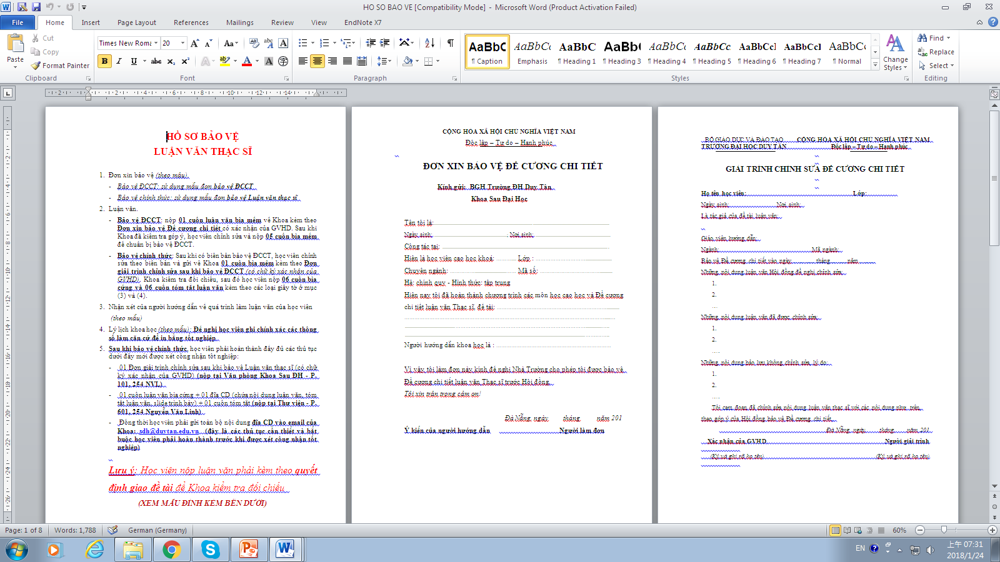 HO SO BAO VE [Compatibility Mode] - Microsoft Word (Product Activation Failed)
File Home Insert Page Layout References Mailings Review View EndNote X7
Paste
Cut
Copy
Format Painter
Clipboard
Times New Roma 20
Font
Paragraph
AaBbC AaBbCc AaBbC AaBbC AaBbCc AaBbCc AaBbCcI AaBbCcI AaBbCc
¶ Caption Emphasis ¶ Heading 1 ¶ Heading 3 ¶ Heading 4 ¶ Heading 5 ¶ Heading 6 ¶ Heading 7 ¶ Normal
Change Styles
Styles
Find
Replace
Select
Editing
HỒ SƠ BẢO VỆ
LUẬN VĂN THẠC SĨ
1. Đơn xin bảo vệ (theo mẫu).
- Bảo vệ ĐCCT: sử dụng mẫu đơn bảo vệ ĐCCT
- Bảo vệ chính thức: sử dụng mẫu đơn bảo vệ Luận văn thạc sĩ
2. Luận văn.
- Bảo vệ ĐCCT: nộp 01 cuốn luận văn bìa mềm về Khoa kèm theo
Đơn xin bảo vệ Đề cương chi tiết có xác nhận của GVHD. Sau khi
Khoa đã kiểm tra góp ý, học viên chỉnh sửa và nộp 05 cuốn bìa mềm
để chuẩn bị bảo vệ ĐCCT.
- Bảo vệ chính thức: Sau khi có biên bản bảo vệ ĐCCT, học viên chỉnh
sửa theo biên bản và gửi về Khoa 01 cuốn bìa mềm kèm theo Đơn
giải trình chỉnh sửa sau khi bảo vệ ĐCCT (có chữ ký xác nhận của
GVHD). Khoa kiểm tra đối chiếu, sau đó học viên nộp 06 cuốn bìa
cứng và 06 cuốn tóm tắt luận văn kèm theo các loại giấy tờ ở mục
(3) và (4).
3. Nhận xét của người hướng dẫn về quá trình làm luận văn của học viên
(theo mẫu)
4. Lý lịch khoa học (theo mẫu): Đề nghị học viên ghi chính xác các thông
số làm căn cứ để in bằng tốt nghiệp
5. Sau khi bảo vệ chính thức, học viên phải hoàn thành đầy đủ các thủ tục
dưới đây mới được xét công nhận tốt nghiệp:
- 01 Đơn giải trình chỉnh sửa sau khi bảo vệ Luận văn thạc sĩ (có chữ
ký xác nhận của GVHD) (nộp tại Văn phòng Khoa Sau ĐH - P.
101, 254 NVL)
- 01 cuốn luận văn bìa cứng + 01 đĩa CD (chứa nội dung luận văn, tóm
tắt luận văn, slide trình bày) + 01 cuốn tóm tắt (nộp tại Thư viện - P.
601, 254 Nguyễn Văn Linh)
- Đồng thời học viên phải gửi toàn bộ nội dung đĩa CD vào email của
Khoa: sdh@duytan.edu.vn (đây là các thủ tục cần thiết và bắt
buộc học viên phải hoàn thành trước khi được xét công nhận tốt
nghiệp)
Lưu ý: Học viên nộp luận văn phải kèm theo quyết
định giao đề tài để Khoa kiểm tra đối chiếu
(XEM MẪU ĐÍNH KÈM BÊN DƯỚI)
CỘNG HÒA XÃ HỘI CHỦ NGHĨA VIỆT NAM
Độc lập – Tự do – Hạnh phúc
ĐƠN XIN BẢO VỆ ĐỀ CƯƠNG CHI TIẾT
Kính gửi: BGH Trường ĐH Duy Tân
Khoa Sau Đại Học
Tên tôi là:
Ngày sinh: ; Nơi sinh:
Công tác tại:
Hiện là học viên cao học khoá: Lớp :
Chuyên ngành: Mã số:
Hệ: chính quy - Hình thức: tập trung
Hiện nay tôi đã hoàn thành chương trình các môn học cao học và Đề cương
chi tiết luận văn Thạc sĩ, đề tài:
Người hướng dẫn khoa học là :
Vì vậy tôi làm đơn này kính đề nghị Nhà Trường cho phép tôi được bảo vệ
Đề cương chi tiết luận văn Thạc sĩ trước Hội đồng.
Tôi xin trân trọng cảm ơn!
Đà Nẵng, ngày tháng năm 201
Ý kiến của người hướng dẫn Người làm đơn
BỘ GIÁO DỤC VÀ ĐÀO TẠO CỘNG HÒA XÃ HỘI CHỦ NGHĨA VIỆT NAM
TRƯỜNG ĐẠI HỌC DUY TÂN Độc lập – Tự do – Hạnh phúc
GIẢI TRÌNH CHỈNH SỬA ĐỀ CƯƠNG CHI TIẾT
Họ tên học viên: Lớp:
Ngày sinh: Nơi sinh:
Là tác giả của đề tài luận văn:
Giáo viên hướng dẫn:
Ngành: Mã ngành:
Bảo vệ Đề cương chi tiết vào ngày tháng năm
Những nội dung luận văn Hội đồng đề nghị chỉnh sửa:
1.
2.
...
Những nội dung luận văn đã được chỉnh sửa:
1.
2.
....
Những nội dung bảo lưu không chỉnh sửa, lý do:
1.
2.
....
Tôi cam đoan đã chỉnh sửa nội dung luận văn thạc sĩ với các nội dung như trên
theo góp ý của Hội đồng bảo vệ Đề cương chi tiết.
Đà Nẵng, ngày tháng năm 201
Xác nhận của GVHD Người giải trình
(Ký và ghi rõ họ tên) (Ký và ghi rõ họ tên)
Page: 1 of 8 Words: 1,788 German (Germany) 60%
EN 上午 07:31
2018/1/24